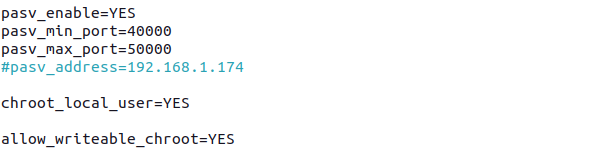 pasv_enable=YES
pasv_min_port=40000
pasv_max_port=50000
#pasv_address=192.168.1.174
chroot_local_user=YES
allow_writeable_chroot=YES